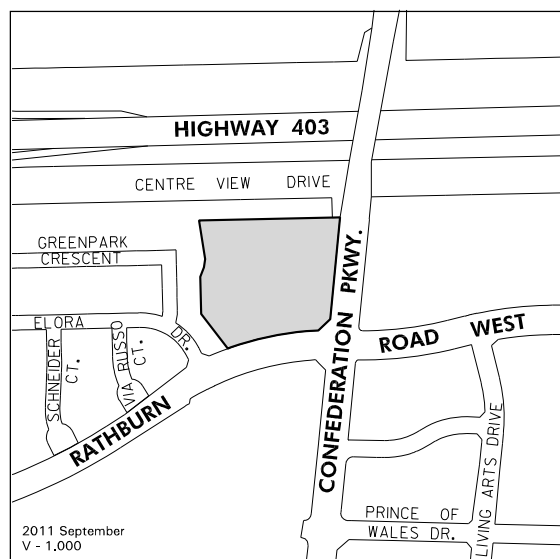 HIGHWAY 403
CENTRE VIEW DRIVE
GREENPARK
CRESCENT
ELORA
DR.
SCHNEIDER
CT.
VIA RUSSO
CT.
RATHBURN
ROAD WEST
CONFEDERATION PKWY.
LIVING ARTS DRIVE
PRINCE OF
WALES DR.
2011 September
V - 1.000